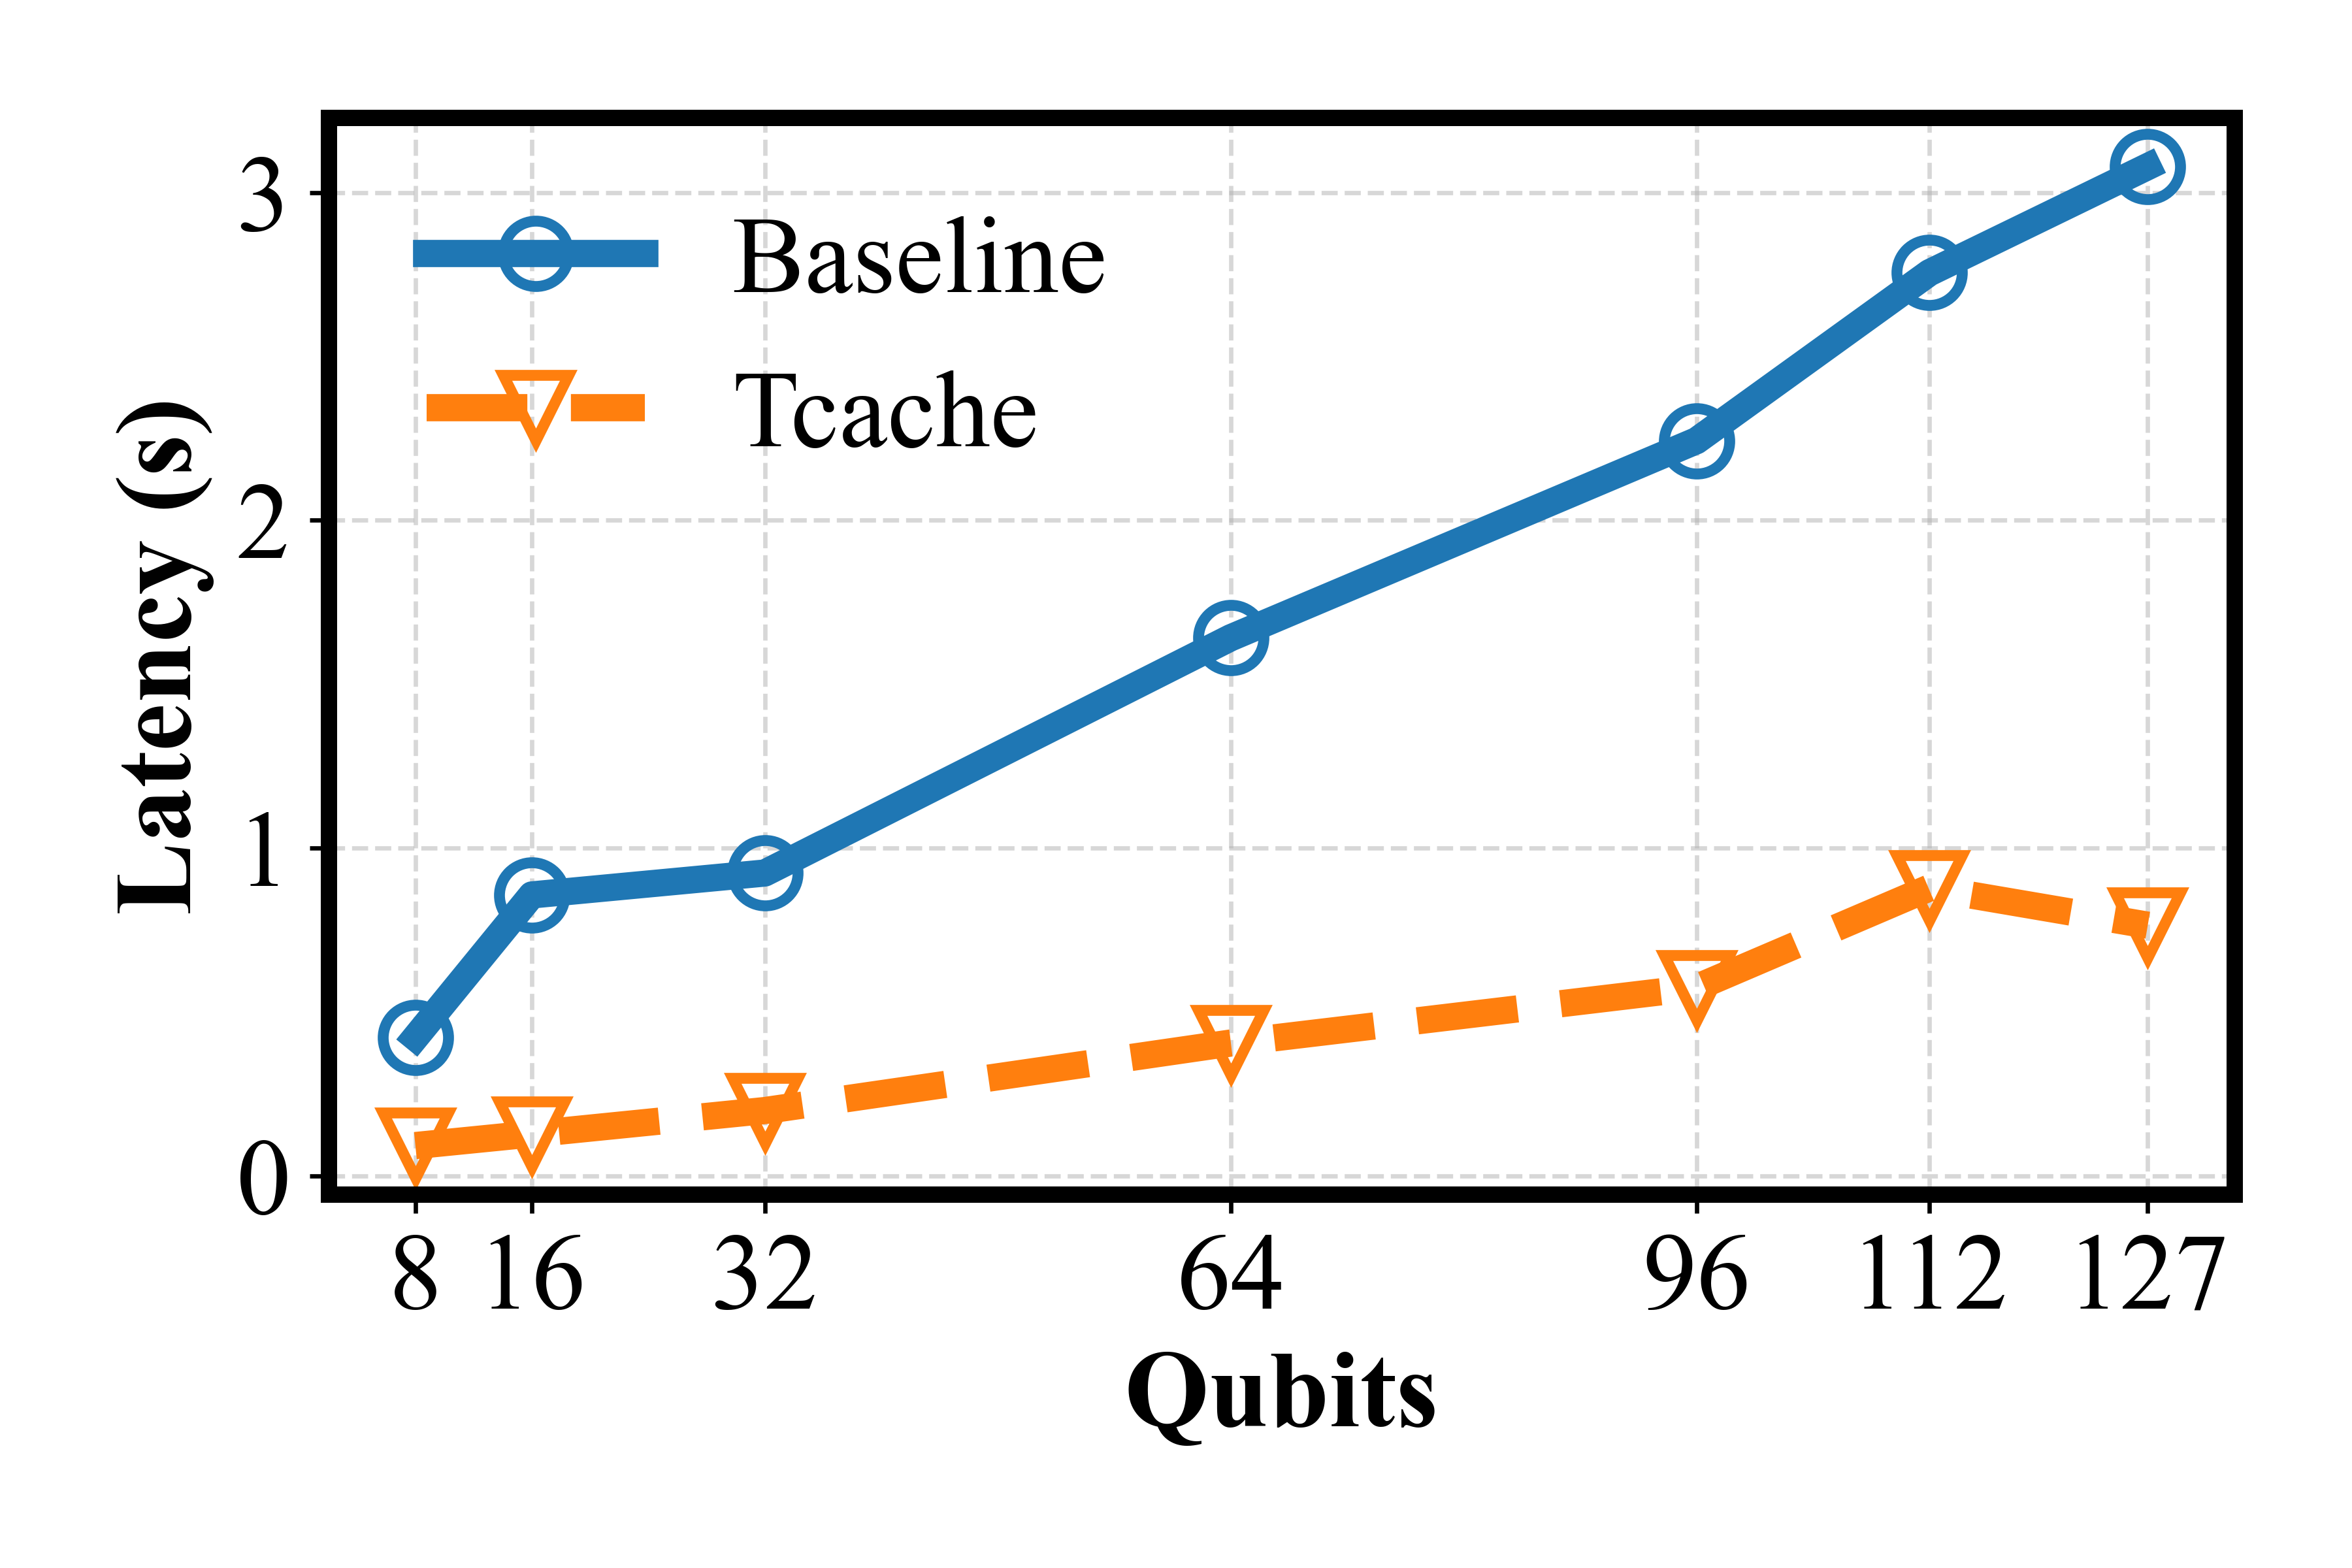 Baseline
Tcache
Latency (s)
3
2
1
0
8 16 32 64 96 112 127
Qubits